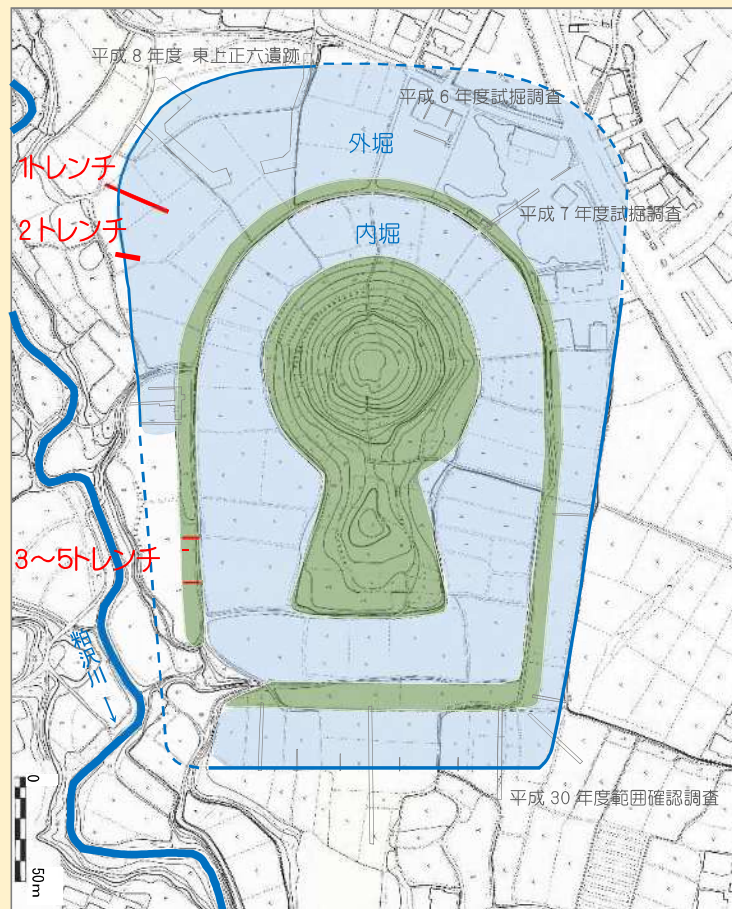 平成８年度 東上正六遺跡
平成６年度試掘調査
外堀
1トレンチ
平成７年度試掘調査
2トレンチ
内堀
3～5トレンチ
平成30年度範囲確認調査
0
50m